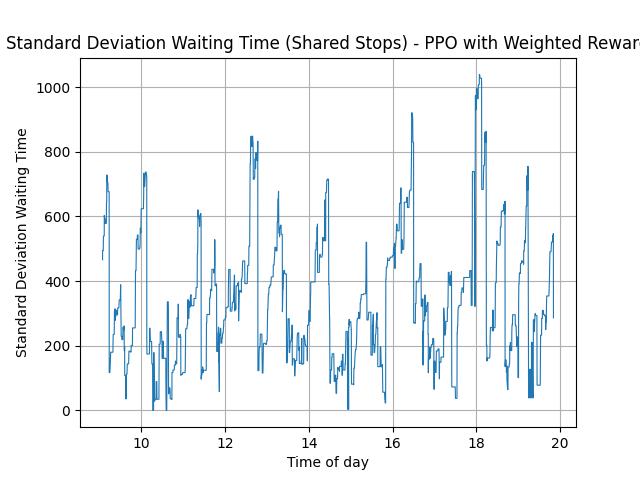 Standard Deviation Waiting Time (Shared Stops) - PPO with Weighted Rewar
1000
800
600
400
200
0
Standard Deviation Waiting Time
10 12 14 16 18 20
Time of day